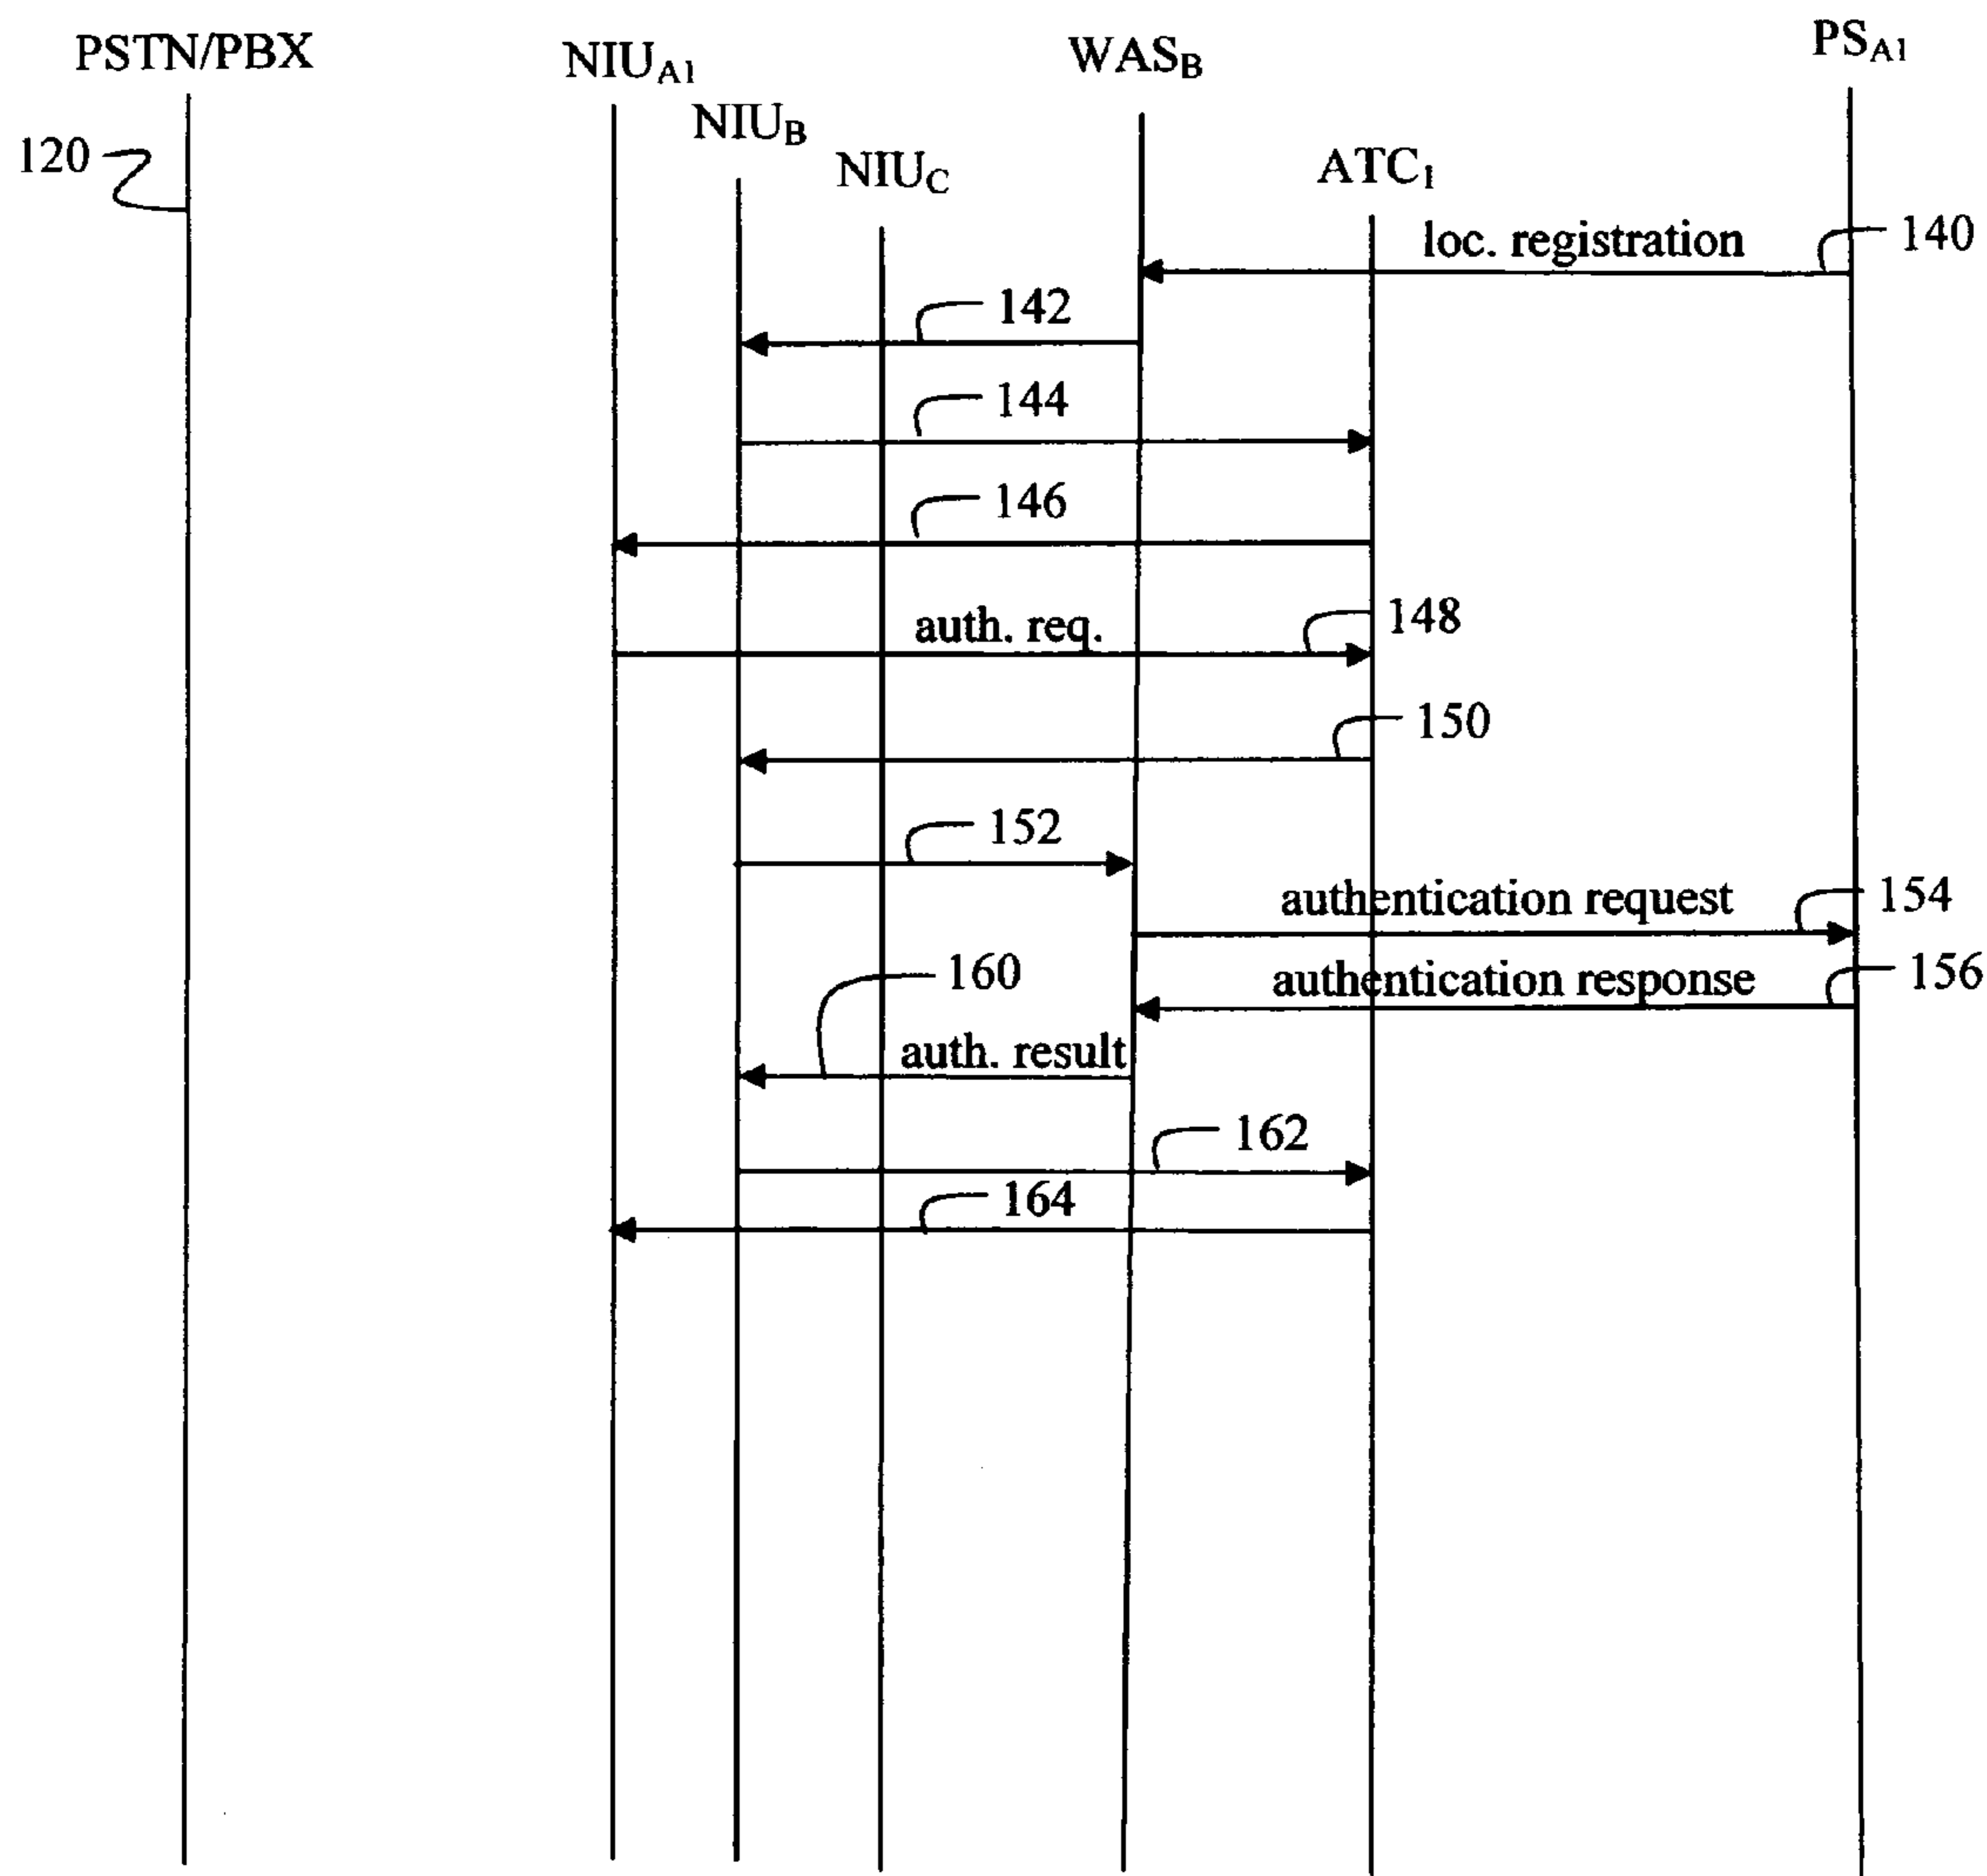 PSTN/PBX
NIUA1
WASB
PSA1
NIUB
NIUC
ATC1
120
loc. registration
140
142
144
146
auth. req.
148
150
152
authentication request
154
160
authentication response
156
auth. result
162
164